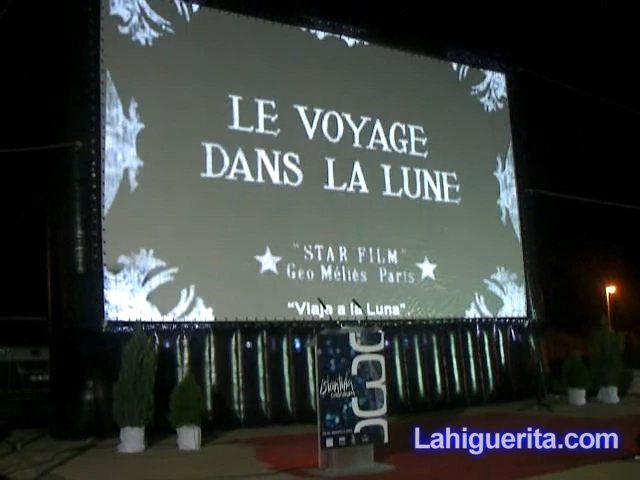 LE VOYAGE
DANS LA LUNE
"STAR FILM"
Geo Méliès Paris
"Viaje a la Luna"
Lahiguerita.com